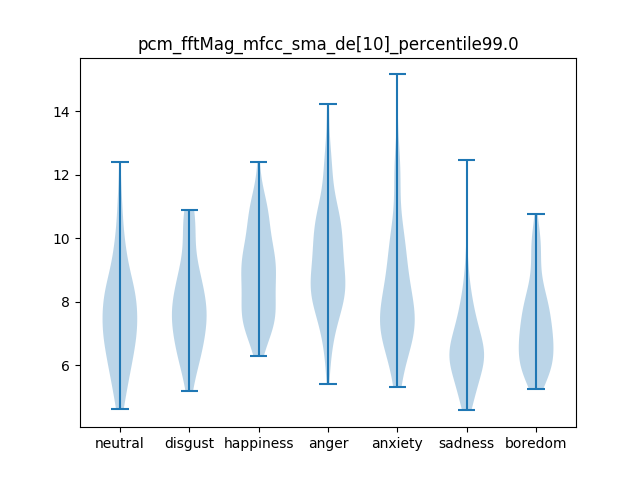 pcm_fftMag_mfcc_sma_de[10]_percentile99.0
14
12
10
8
6
neutral disgust happiness anger anxiety sadness boredom